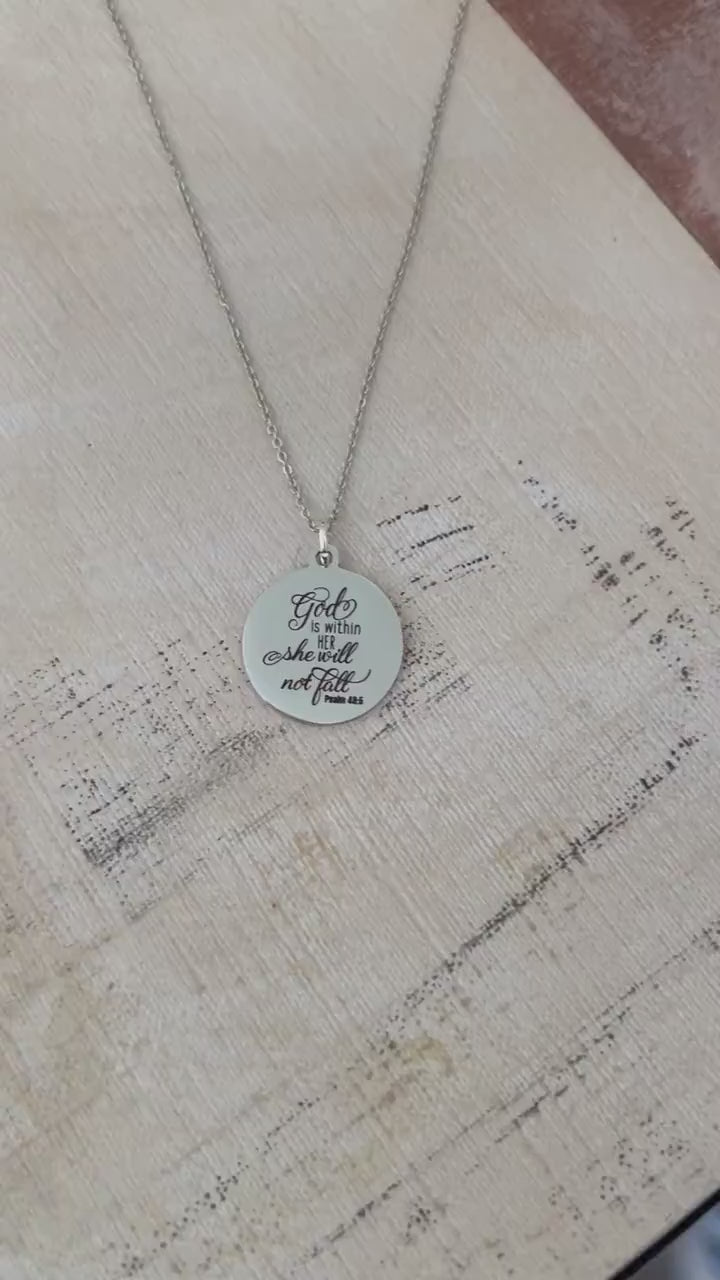 God
is within
HER
she will
not fall
Psalm 46:5